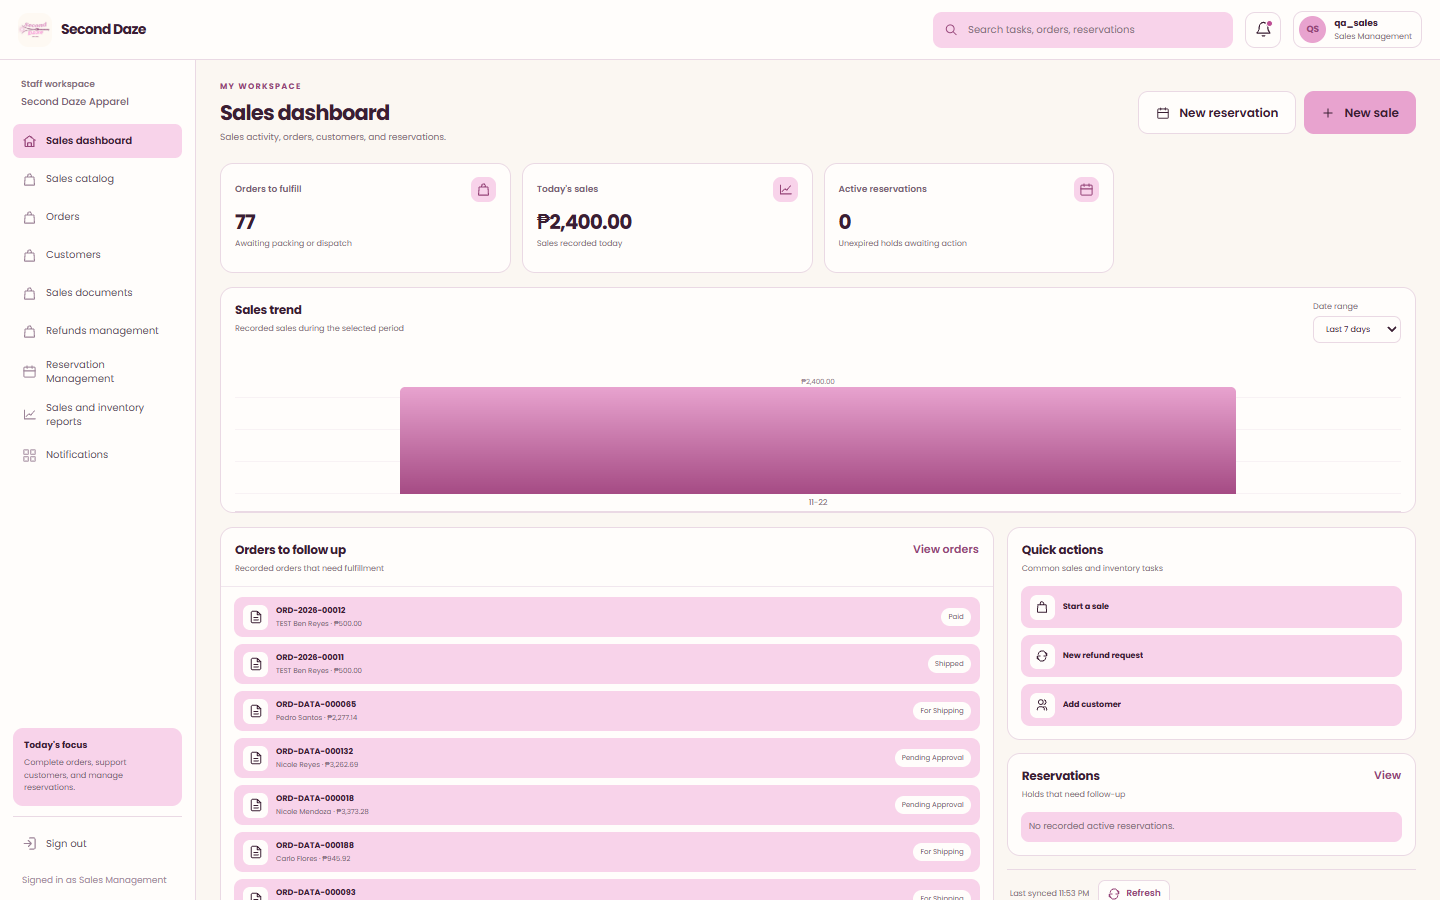 Second Daze
Second Daze
Search tasks, orders, reservations
QS
qa_sales
Sales Management
Staff workspace
Second Daze Apparel
Sales dashboard
Sales catalog
Orders
Customers
Sales documents
Refunds management
Reservation
Management
Sales and inventory
reports
Notifications
Today's focus
Complete orders, support
customers, and manage
reservations.
Sign out
Signed in as Sales Management
MY WORKSPACE
Sales dashboard
Sales activity, orders, customers, and reservations.
New reservation
New sale
Orders to fulfill
77
Awaiting packing or dispatch
Today's sales
₱2,400.00
Sales recorded today
Active reservations
0
Unexpired holds awaiting action
Sales trend
Recorded sales during the selected period
Date range
Last 7 days
₱2,400.00
11-22
Orders to follow up
Recorded orders that need fulfillment
View orders
ORD-2026-00012
TEST Ben Reyes · ₱500.00
Paid
ORD-2026-00011
TEST Ben Reyes · ₱500.00
Shipped
ORD-DATA-000065
Pedro Santos · ₱2,277.14
For Shipping
ORD-DATA-000132
Nicole Reyes · ₱3,262.69
Pending Approval
ORD-DATA-000018
Nicole Mendoza · ₱3,373.28
Pending Approval
ORD-DATA-000188
Carlo Flores · ₱945.92
For Shipping
ORD-DATA-000093
For Shipping
Quick actions
Common sales and inventory tasks
Start a sale
New refund request
Add customer
Reservations
Holds that need follow-up
View
No recorded active reservations.
Last synced 11:53 PM
Refresh